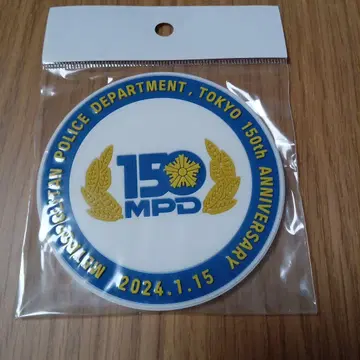 METROPOLITAN POLICE DEPARTMENT, TOKYO 150th ANNIVERSARY
150
MPD
2024.1.15